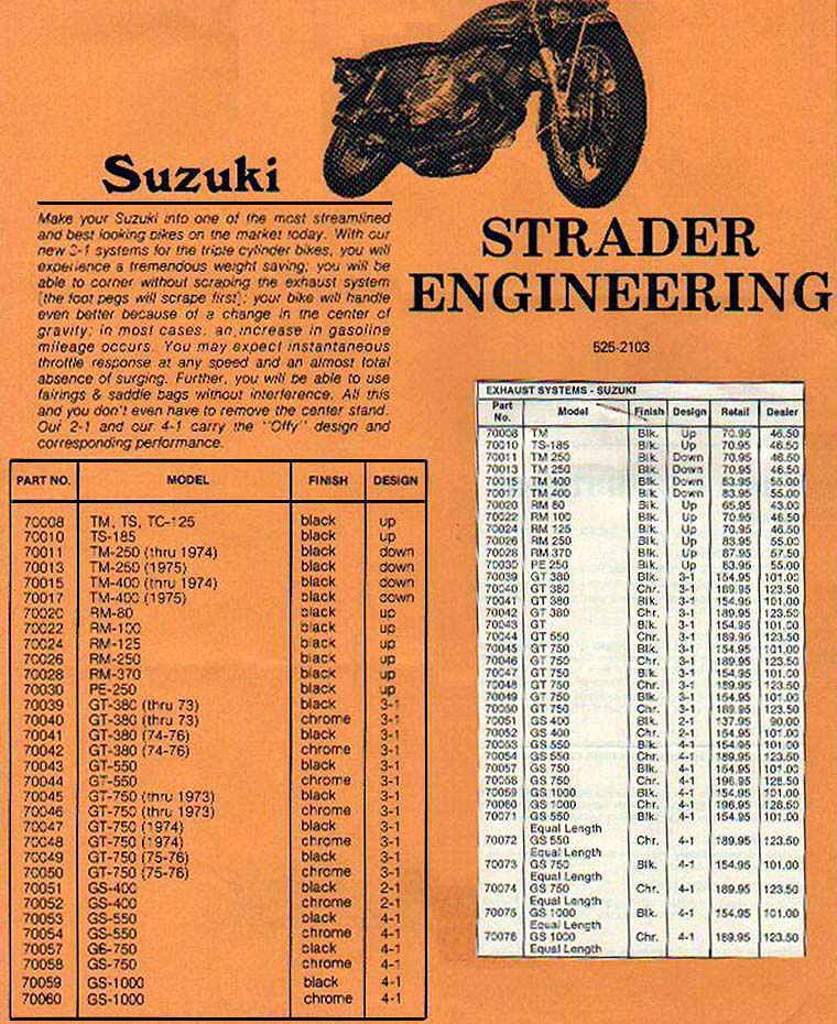 Suzuki
Make your Suzuki into one of the most streamlined
and best looking bikes on the market today. With our
new 3-1 systems for the triple cylinder bikes, you will
experience a tremendous weight saving; you will be
able to corner without scraping the exhaust system
[the foot pegs will scrape first]; your bike will handle
even better because of a change in the center of
gravity; in most cases, an increase in gasoline
mileage occurs. You may expect instantaneous
throttle response at any speed and an almost total
absence of surging. Further, you will be able to use
fairings & saddle bags without interference. All this
and you don't even have to remove the center stand.
Our 2-1 and our 4-1 carry the "Offy" design and
corresponding performance.
PART NO. MODEL FINISH DESIGN
70008 TM, TS, TC-125 black up
70010 TS-185 black up
70011 TM-250 (thru 1974) black down
70013 TM-250 (1975) black down
70015 TM-400 (thru 1974) black down
70017 TM-400 (1975) black down
70020 RM-80 black up
70022 RM-100 black up
70024 RM-125 black up
70026 RM-250 black up
70028 RM-370 black up
70030 PE-250 black up
70039 GT-380 (thru 73) black 3-1
70040 GT-380 (thru 73) chrome 3-1
70041 GT-380 (74-76) black 3-1
70042 GT-380 (74-76) chrome 3-1
70043 GT-550 black 3-1
70044 GT-550 chrome 3-1
70045 GT-750 (thru 1973) black 3-1
70046 GT-750 (thru 1973) chrome 3-1
70047 GT-750 (1974) black 3-1
70048 GT-750 (1974) chrome 3-1
70049 GT-750 (75-76) black 3-1
70050 GT-750 (75-76) chrome 3-1
70051 GS-400 black 2-1
70052 GS-400 chrome 2-1
70053 GS-550 black 4-1
70054 GS-550 chrome 4-1
70057 GS-750 black 4-1
70058 GS-750 chrome 4-1
70059 GS-1000 black 4-1
70060 GS-1000 chrome 4-1
STRADER
ENGINEERING
525-2103
EXHAUST SYSTEMS - SUZUKI
Part No. Model Finish Design Retail Dealer
70008 TM Blk. Up 70.95 46.50
70010 TS-185 Blk. Up 70.95 46.50
70011 TM 250 Blk. Down 70.95 46.50
70013 TM 250 Blk. Down 70.95 46.50
70015 TM 400 Blk. Down 83.95 55.00
70017 TM 400 Blk. Down 83.95 55.00
70020 RM 80 Blk. Up 65.95 43.00
70022 RM 100 Blk. Up 70.95 46.50
70024 RM 125 Blk. Up 70.95 46.50
70026 RM 250 Blk. Up 83.95 55.00
70028 RM 370 Blk. Up 87.95 57.50
70030 PE 250 Blk. Up 83.95 55.00
70039 GT 380 Blk. 3-1 154.95 101.00
70040 GT 380 Chr. 3-1 189.95 123.50
70041 GT 380 Blk. 3-1 154.95 101.00
70042 GT 380 Chr. 3-1 189.95 123.50
70043 GT Blk. 3-1 154.95 101.00
70044 GT 550 Chr. 3-1 189.95 123.50
70045 GT 750 Blk. 3-1 154.95 101.00
70046 GT 750 Chr. 3-1 189.95 123.50
70047 GT 750 Blk. 3-1 154.95 101.00
70048 GT 750 Chr. 3-1 189.95 123.50
70049 GT 750 Blk. 3-1 154.95 101.00
70050 GT 750 Chr. 3-1 189.95 123.50
70051 GS 400 Blk. 2-1 137.95 90.00
70052 GS 400 Chr. 2-1 154.95 101.00
70053 GS 550 Blk. 4-1 154.95 101.00
70054 GS 550 Chr. 4-1 189.95 123.50
70057 GS 750 Blk. 4-1 154.95 101.00
70058 GS 750 Chr. 4-1 196.95 128.50
70059 GS 1000 Blk. 4-1 154.95 101.00
70060 GS 1000 Chr. 4-1 196.95 128.50
70071 GS 550 Blk. 4-1 154.95 101.00
Equal Length
70072 GS 550 Chr. 4-1 189.95 123.50
Equal Length
70073 GS 750 Blk. 4-1 154.95 101.00
Equal Length
70074 GS 750 Chr. 4-1 189.95 123.50
Equal Length
70075 GS 1000 Blk. 4-1 154.95 101.00
Equal Length
70076 GS 1000 Chr. 4-1 189.95 123.50
Equal Length